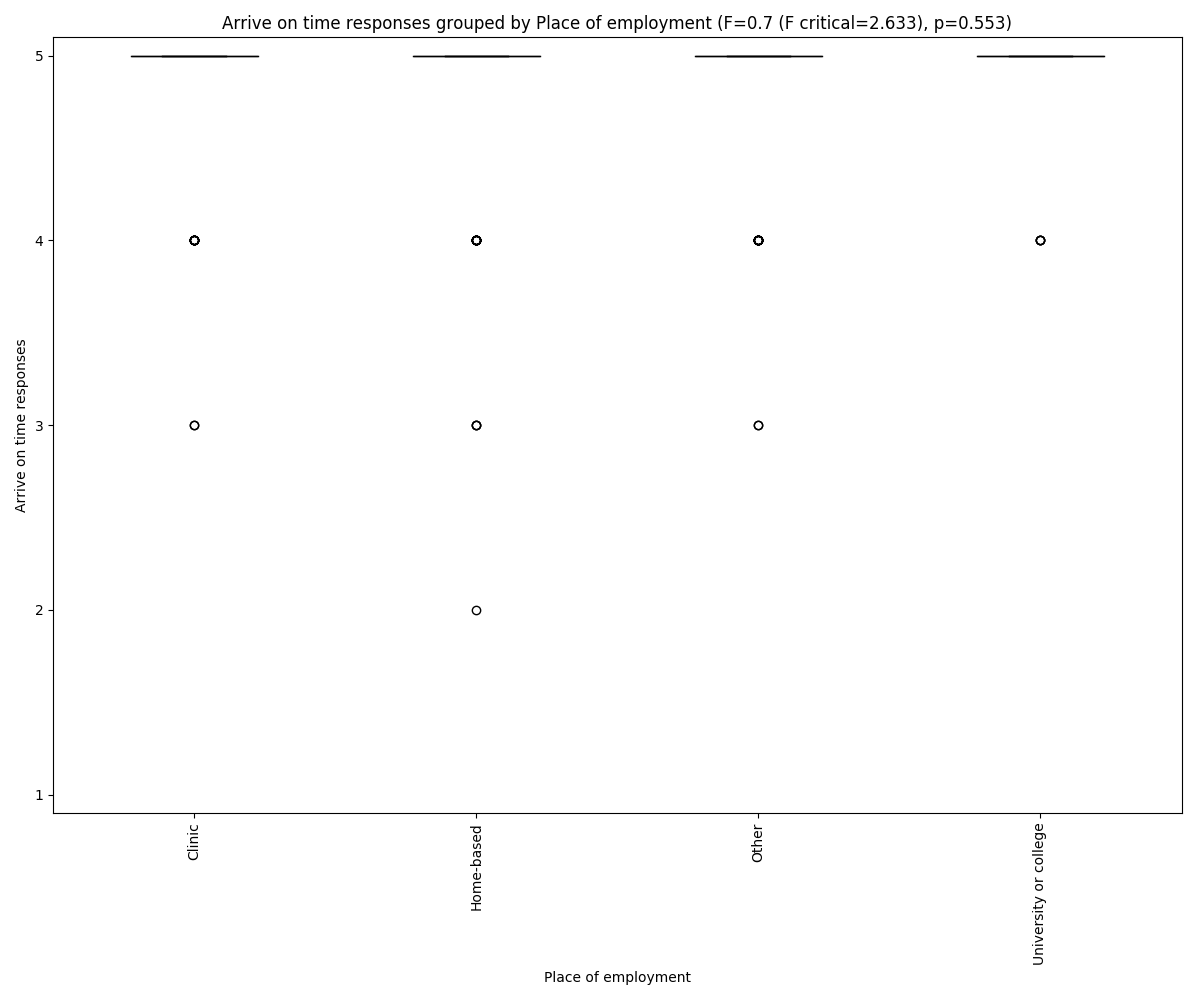 Arrive on time responses grouped by Place of employment (F=0.7 (F critical=2.633), p=0.553)
5
4
3
2
1
Arrive on time responses
Clinic
Home-based
Other
University or college
Place of employment